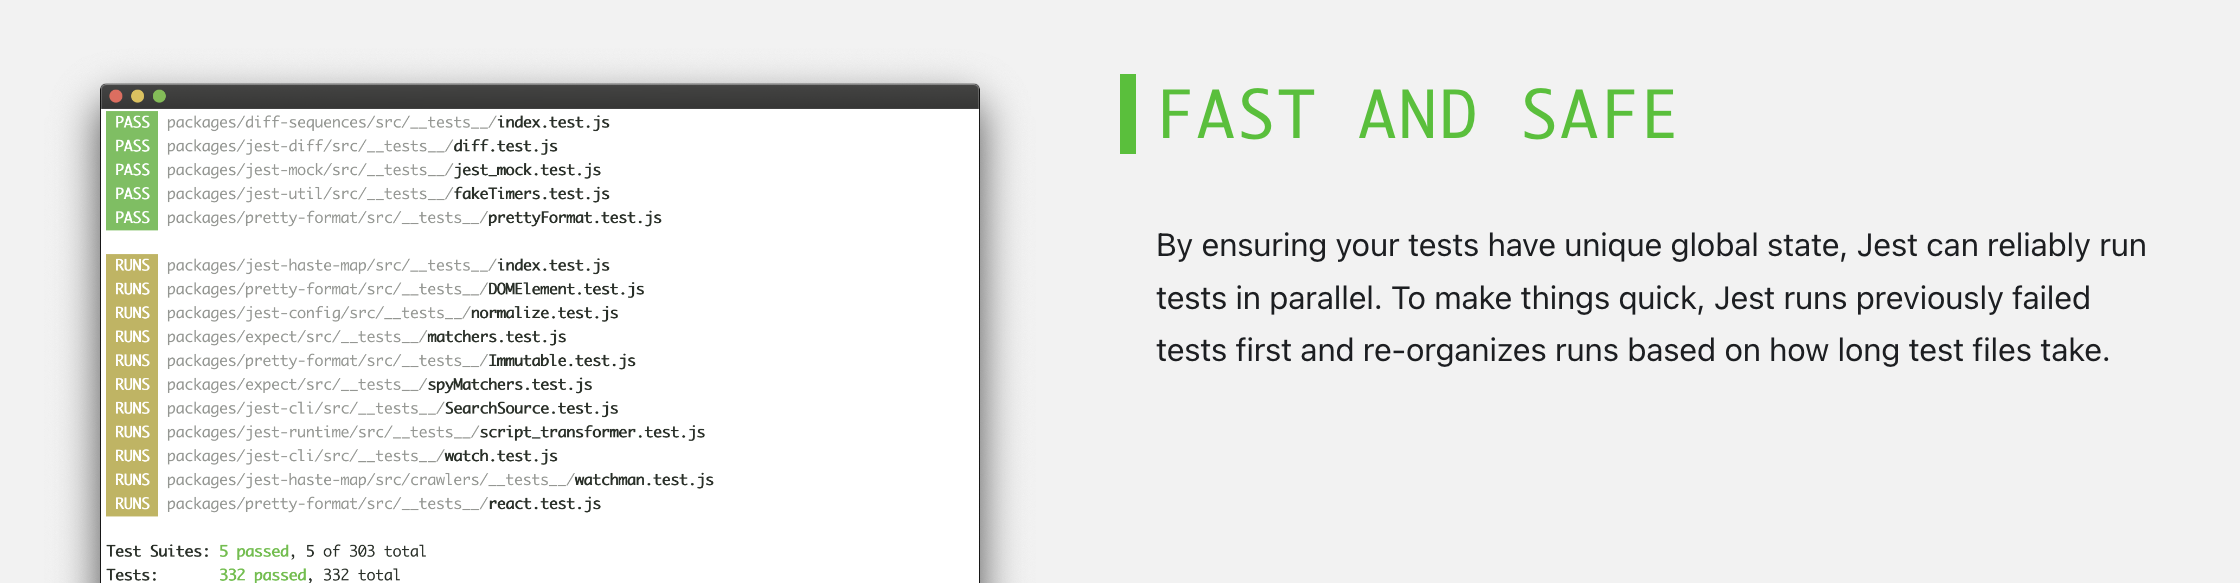 PASS packages/diff-sequences/src/__tests__/index.test.js
PASS packages/jest-diff/src/__tests__/diff.test.js
PASS packages/jest-mock/src/__tests__/jest_mock.test.js
PASS packages/jest-util/src/__tests__/fakeTimers.test.js
PASS packages/pretty-format/src/__tests__/prettyFormat.test.js
RUNS packages/jest-haste-map/src/__tests__/index.test.js
RUNS packages/pretty-format/src/__tests__/DOMElement.test.js
RUNS packages/jest-config/src/__tests__/normalize.test.js
RUNS packages/expect/src/__tests__/matchers.test.js
RUNS packages/pretty-format/src/__tests__/Immutable.test.js
RUNS packages/expect/src/__tests__/spyMatchers.test.js
RUNS packages/jest-cli/src/__tests__/SearchSource.test.js
RUNS packages/jest-runtime/src/__tests__/script_transformer.test.js
RUNS packages/jest-cli/src/__tests__/watch.test.js
RUNS packages/jest-haste-map/src/crawlers/__tests__/watchman.test.js
RUNS packages/pretty-format/src/__tests__/react.test.js
Test Suites: 5 passed, 5 of 303 total
Tests: 332 passed, 332 total
FAST AND SAFE
By ensuring your tests have unique global state, Jest can reliably run
tests in parallel. To make things quick, Jest runs previously failed
tests first and re-organizes runs based on how long test files take.